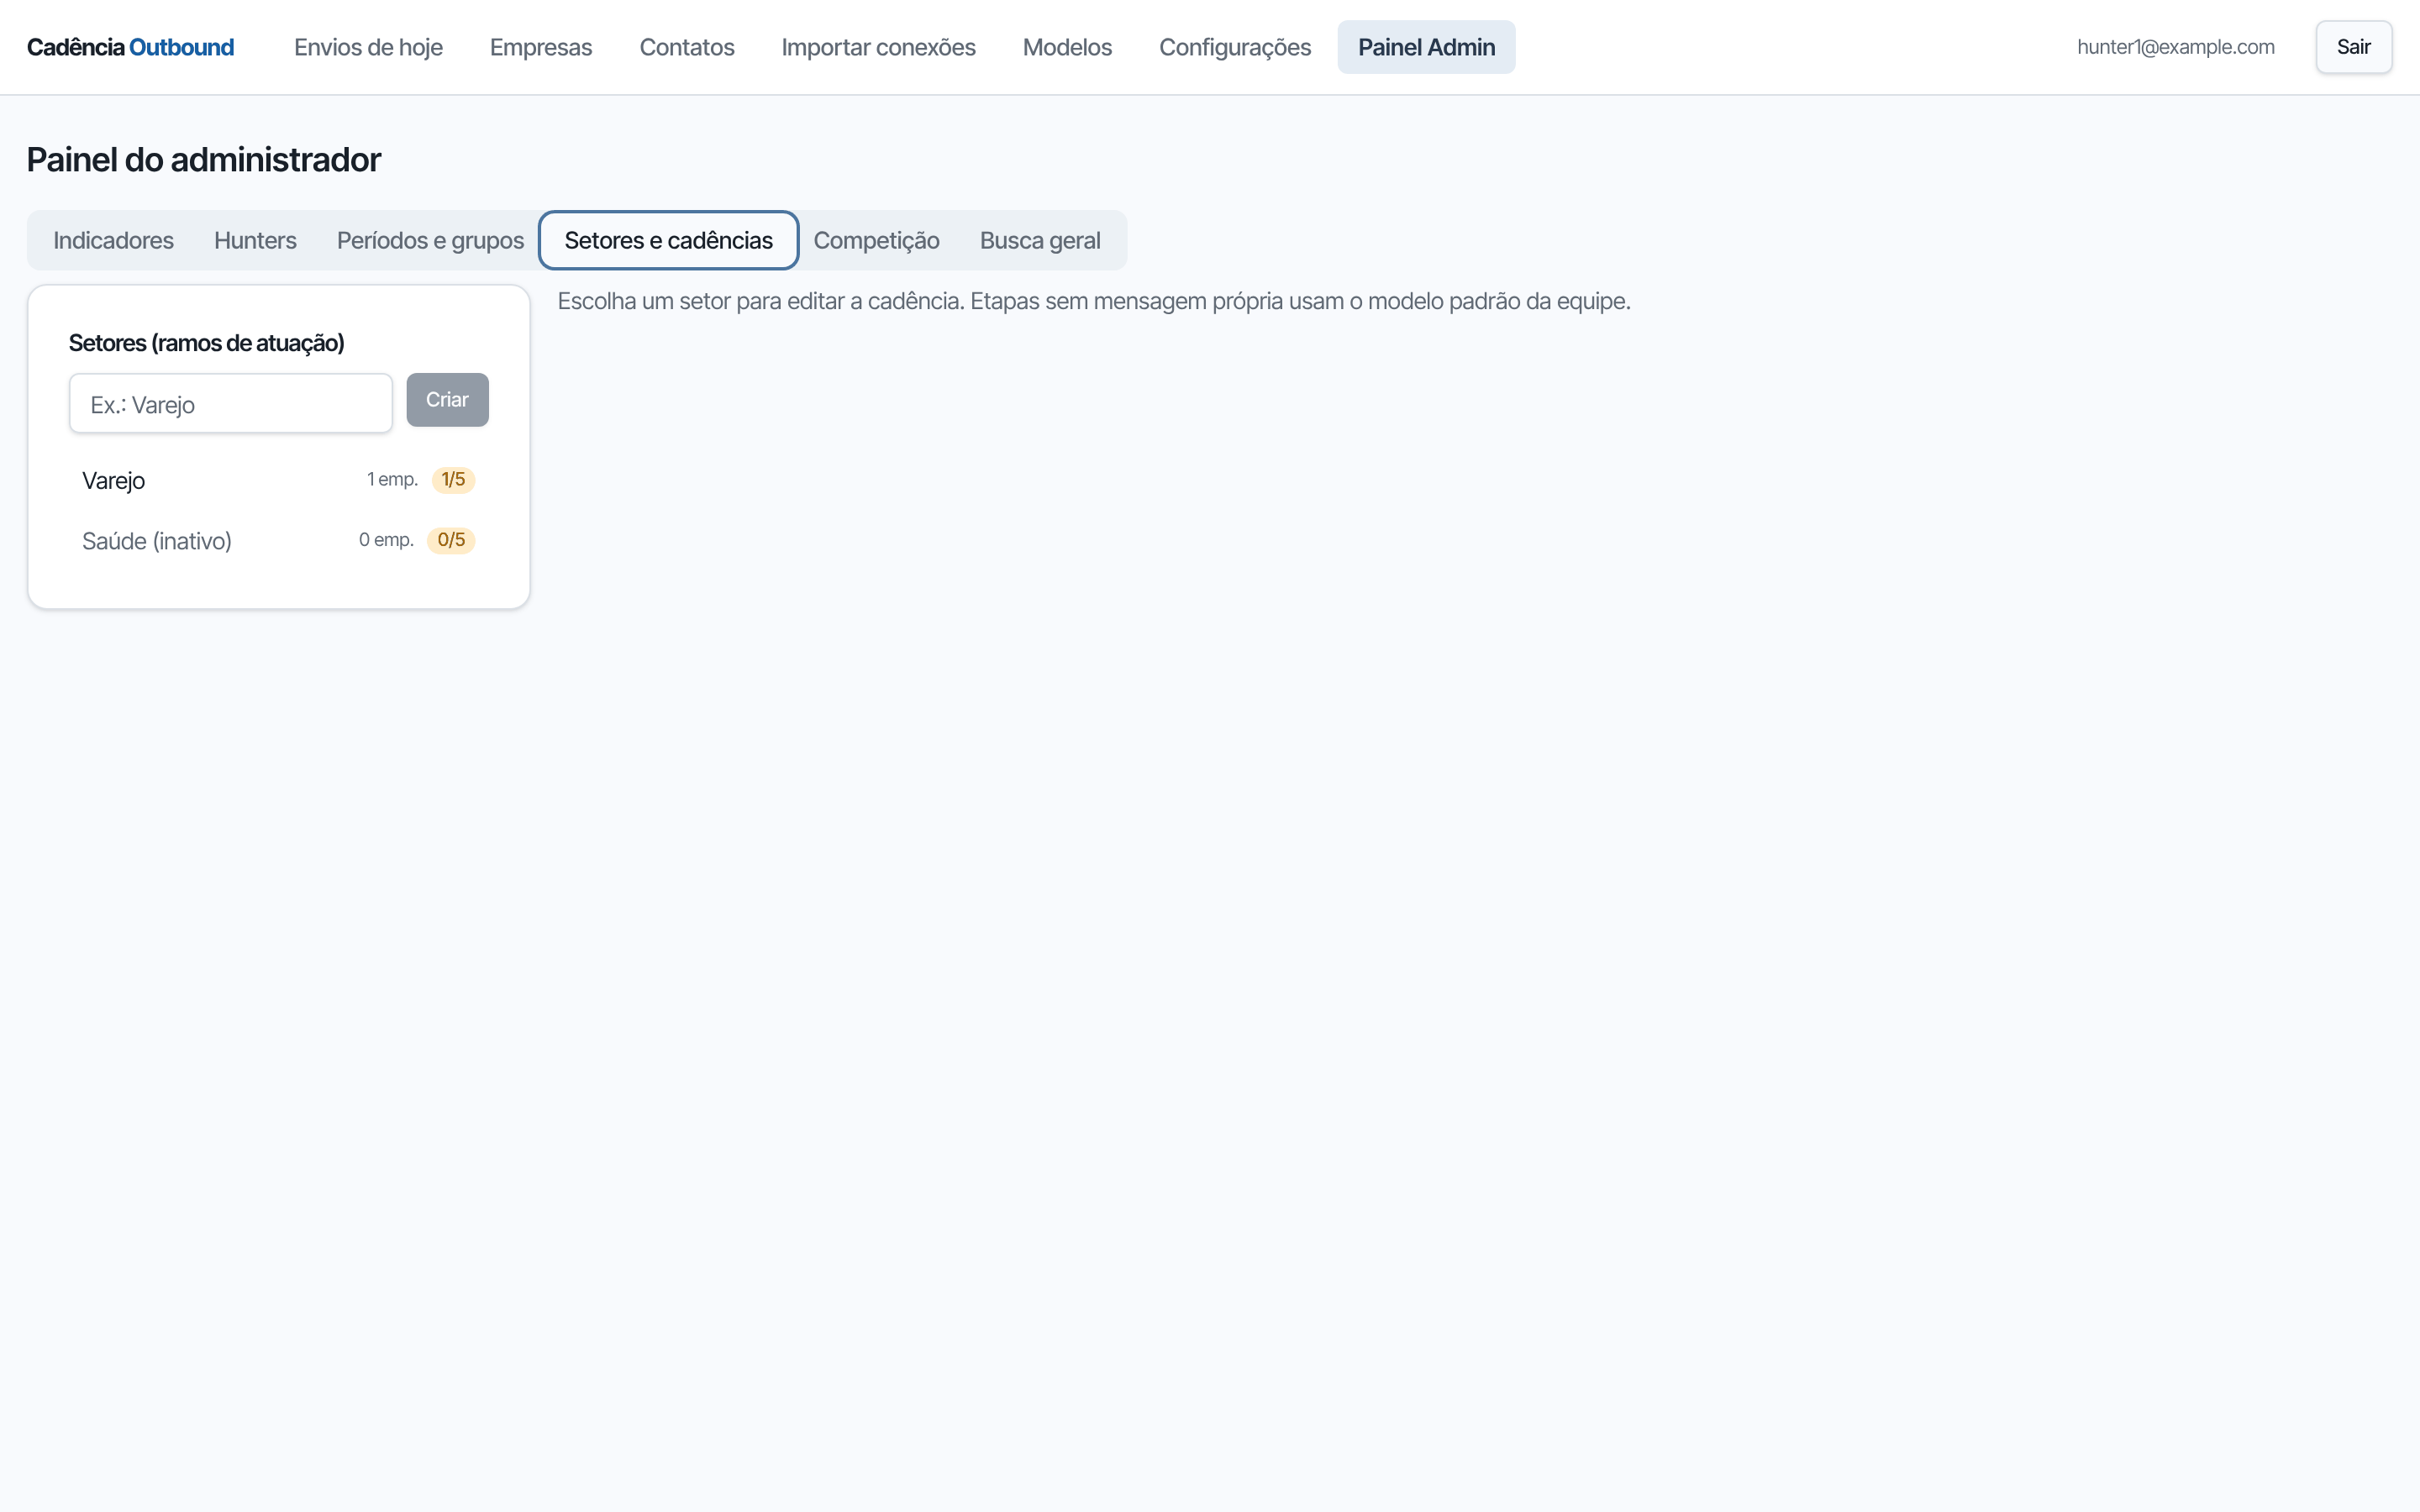 Cadência Outbound Envios de hoje Empresas Contatos Importar conexões Modelos Configurações Painel Admin hunter1@example.com Sair
Painel do administrador
Indicadores Hunters Períodos e grupos Setores e cadências Competição Busca geral
Setores (ramos de atuação)
Ex.: Varejo Criar
Varejo 1 emp. 1/5
Saúde (inativo) 0 emp. 0/5
Escolha um setor para editar a cadência. Etapas sem mensagem própria usam o modelo padrão da equipe.